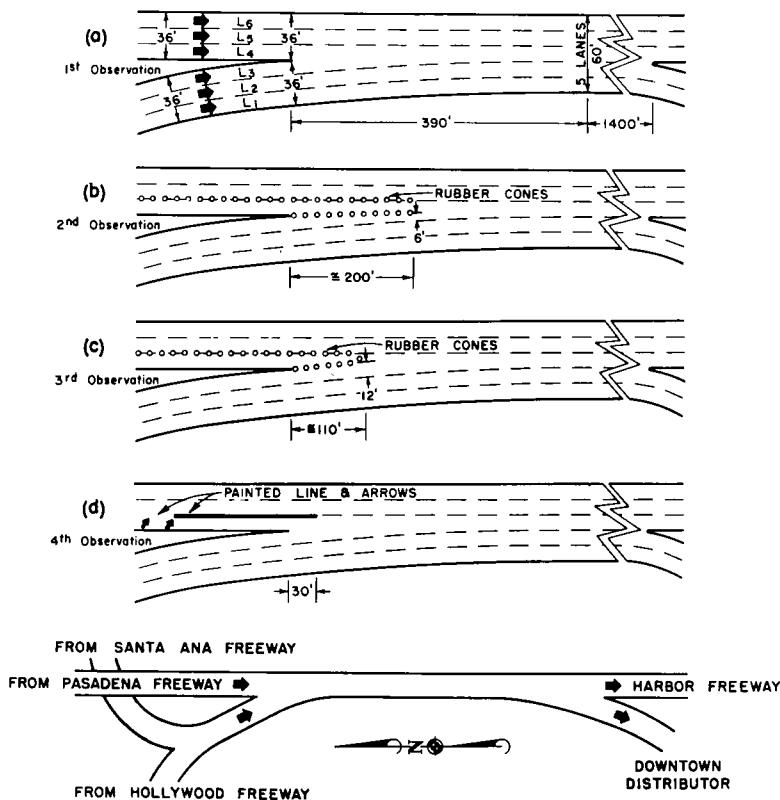 (a)
36'
L6
L5
L4
36'
1st Observation
36'
L3
L2
L1
36'
5 LANES
60'
390'
1400'
(b)
RUBBER CONES
2nd Observation
6'
≅ 200'
(c)
RUBBER CONES
3rd Observation
12'
≅110'
(d)
PAINTED LINE & ARROWS
4th Observation
30'
FROM SANTA ANA FREEWAY
FROM PASADENA FREEWAY
HARBOR FREEWAY
N
FROM HOLLYWOOD FREEWAY
DOWNTOWN
DISTRIBUTOR